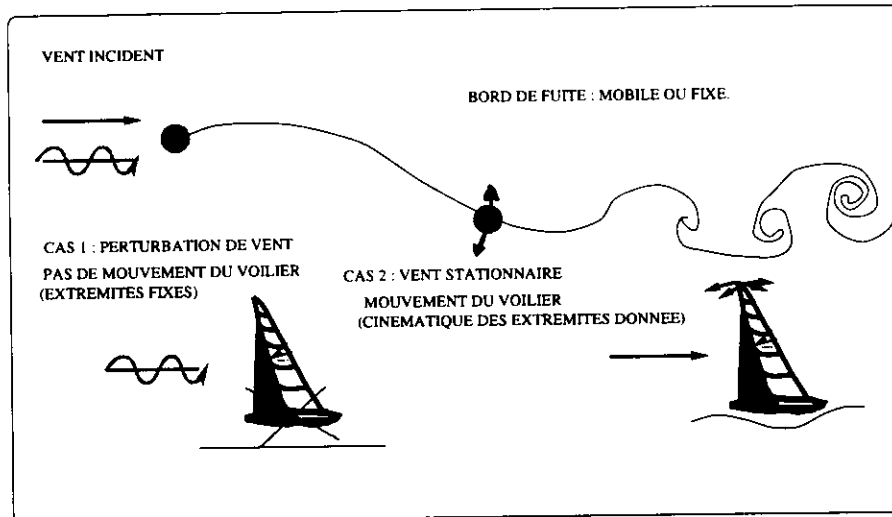 VENT INCIDENT
BORD DE FUITE : MOBILE OU FIXE.
CAS 1 : PERTURBATION DE VENT
PAS DE MOUVEMENT DU VOILIER
(EXTREMITES FIXES)
CAS 2 : VENT STATIONNAIRE
MOUVEMENT DU VOILIER
(CINEMATIQUE DES EXTREMITES DONNEE)